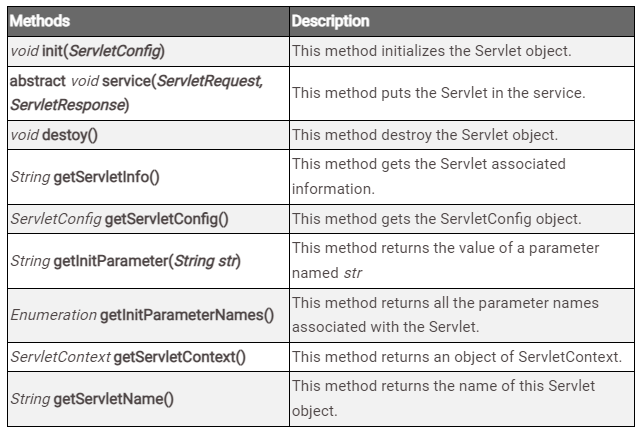 Methods Description
void init(ServletConfig) This method initializes the Servlet object.
abstract void service(ServletRequest,
ServletResponse) This method puts the Servlet in the service.
void destoy() This method destroy the Servlet object.
String getServletInfo() This method gets the Servlet associated
information.
ServletConfig getServletConfig() This method gets the ServletConfig object.
String getInitParameter(String str) This method returns the value of a parameter
named str
Enumeration getInitParameterNames() This method returns all the parameter names
associated with the Servlet.
ServletContext getServletContext() This method returns an object of ServletContext.
String getServletName() This method returns the name of this Servlet
object.